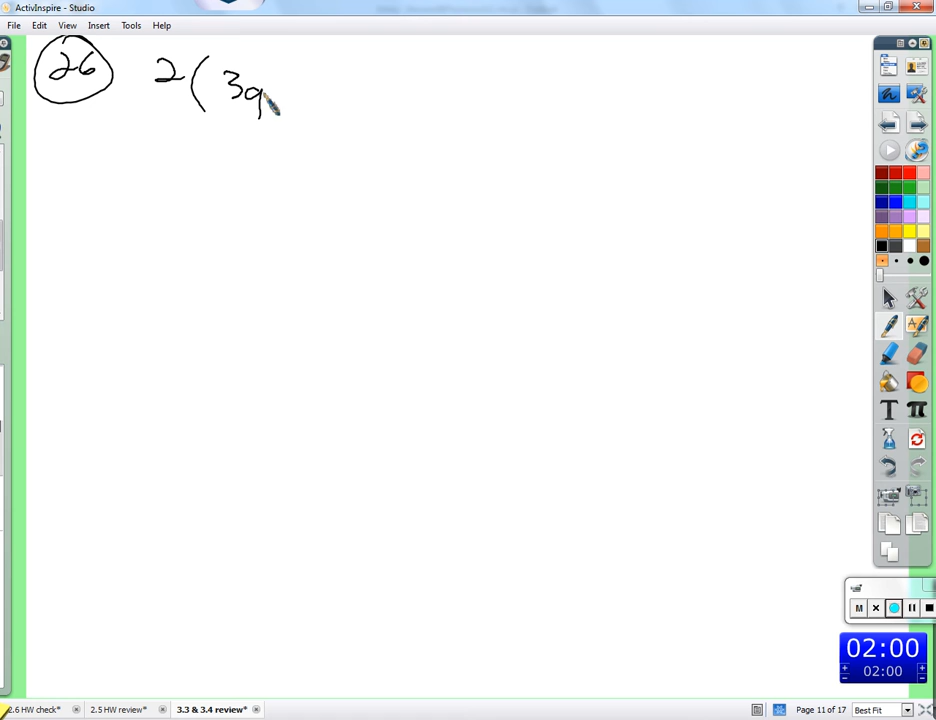 ActivInspire - Studio
File Edit View Insert Tools Help
26 2(3q
M
02:00
02:00
2.6 HW check* 2.5 HW review* 3.3 & 3.4 review* Page 11 of 17 Best Fit